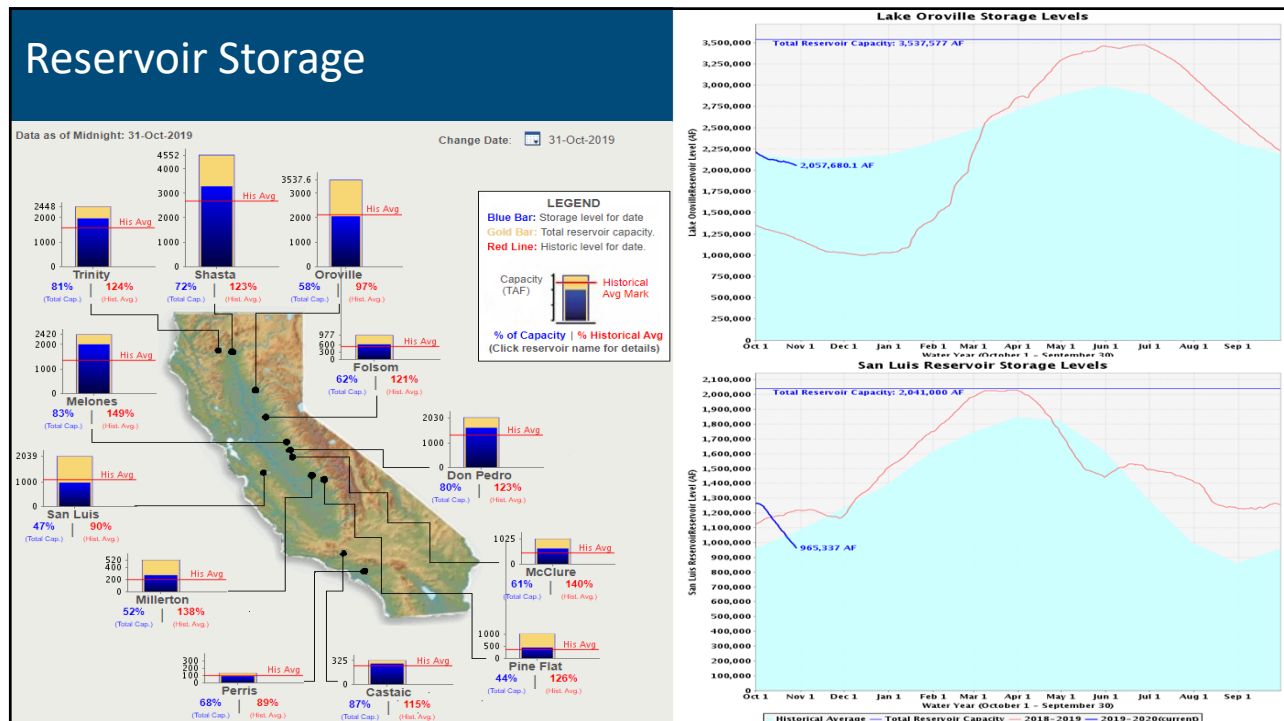 Reservoir Storage
Data as of Midnight: 31-Oct-2019
Change Date: 31-Oct-2019
2448
2000
1000
0
His Avg
Trinity
81% | 124%
(Total Cap.) (Hist. Avg.)
4552
4000
3000
2000
1000
0
His Avg
Shasta
72% | 123%
(Total Cap.) (Hist. Avg.)
3537.6
3000
2000
1000
0
His Avg
Oroville
58% | 97%
(Total Cap.) (Hist. Avg.)
LEGEND
Blue Bar: Storage level for date
Gold Bar: Total reservoir capacity.
Red Line: Historic level for date.
Capacity
(TAF)
Historical
Avg Mark
% of Capacity | % Historical Avg
(Click reservoir name for details)
2420
2000
1000
0
His Avg
Melones
83% | 149%
(Total Cap.) (Hist. Avg.)
977
600
300
0
His Avg
Folsom
62% | 121%
(Total Cap.) (Hist. Avg.)
2030
1000
0
His Avg
Don Pedro
80% | 123%
(Total Cap.) (Hist. Avg.)
2039
1000
0
His Avg
San Luis
47% | 90%
(Total Cap.) (Hist. Avg.)
1025
500
0
His Avg
McClure
61% | 140%
(Total Cap.) (Hist. Avg.)
520
400
200
0
His Avg
Millerton
52% | 138%
(Total Cap.) (Hist. Avg.)
1000
500
0
His Avg
Pine Flat
44% | 126%
(Total Cap.) (Hist. Avg.)
300
200
100
0
His Avg
Perris
68% | 89%
(Total Cap.) (Hist. Avg.)
325
0
His Avg
Castaic
87% | 115%
(Total Cap.) (Hist. Avg.)
Lake Oroville Storage Levels
Total Reservoir Capacity: 3,537,577 AF
3,500,000
3,250,000
3,000,000
2,750,000
2,500,000
2,250,000
2,000,000
1,750,000
1,500,000
1,250,000
1,000,000
750,000
500,000
250,000
0
Lake OrovilleReservoir Level (AF)
2,057,680.1 AF
Oct 1 Nov 1 Dec 1 Jan 1 Feb 1 Mar 1 Apr 1 May 1 Jun 1 Jul 1 Aug 1 Sep 1
Water Year (October 1 - September 30)
San Luis Reservoir Storage Levels
Total Reservoir Capacity: 2,041,000 AF
2,100,000
2,000,000
1,900,000
1,800,000
1,700,000
1,600,000
1,500,000
1,400,000
1,300,000
1,200,000
1,100,000
1,000,000
900,000
800,000
700,000
600,000
500,000
400,000
300,000
200,000
100,000
0
San Luis ReservoirReservoir Level (AF)
965,337 AF
Oct 1 Nov 1 Dec 1 Jan 1 Feb 1 Mar 1 Apr 1 May 1 Jun 1 Jul 1 Aug 1 Sep 1
Water Year (October 1 - September 30)
Historical Average Total Reservoir Capacity 2018-2019 2019-2020(current)